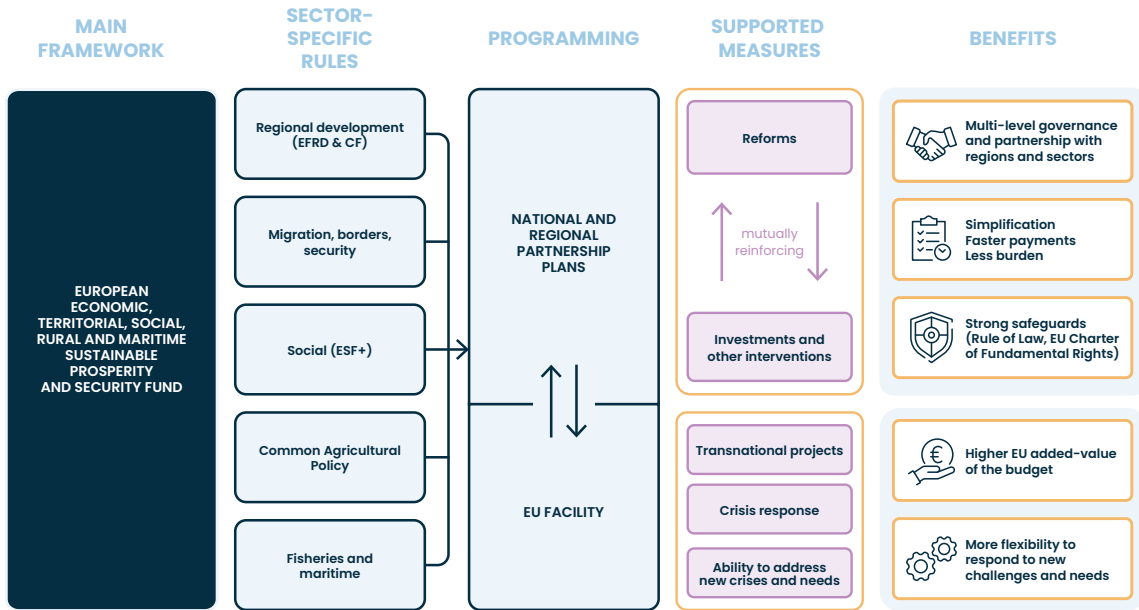 MAIN
FRAMEWORK
SECTOR-
SPECIFIC
RULES
PROGRAMMING
SUPPORTED
MEASURES
BENEFITS
EUROPEAN
ECONOMIC,
TERRITORIAL, SOCIAL,
RURAL AND MARITIME
SUSTAINABLE
PROSPERITY
AND SECURITY FUND
Regional development
(EFRD & CF)
Migration, borders,
security
Social (ESF+)
Common Agricultural
Policy
Fisheries and
maritime
NATIONAL AND
REGIONAL
PARTNERSHIP
PLANS
EU FACILITY
Reforms
mutually
reinforcing
Investments and
other interventions
Transnational projects
Crisis response
Ability to address
new crises and needs
Multi-level governance
and partnership with
regions and sectors
Simplification
Faster payments
Less burden
Strong safeguards
(Rule of Law, EU Charter
of Fundamental Rights)
€
Higher EU added-value
of the budget
More flexibility to
respond to new
challenges and needs